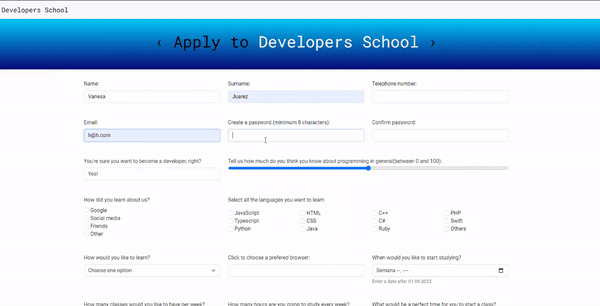 Developers School
‹ Apply to Developers School ›
Name: Surname: Telephone number:
Vanesa Juarez
Email: Create a password (minimum 8 characters): Confirm password:
h@h.com
You're sure you want to become a developer, right? Tell us how much do you think you know about programming in general(between 0 and 100):
Yes!
How did you learn about us? Select all the languages you want to learn
Google JavaScript HTML C++ PHP
Social media Typescript CSS C# Swift
Friends Python Java Ruby Others
Other
How would you like to learn? Click to choose a prefered browser: When would you like to start studying?
Choose one option Semana --, ----
Enter a date after 01-09-2023
How many classes would you like to have per week? How many hours are you going to study every week? What would be a perfect time for you to start a class?